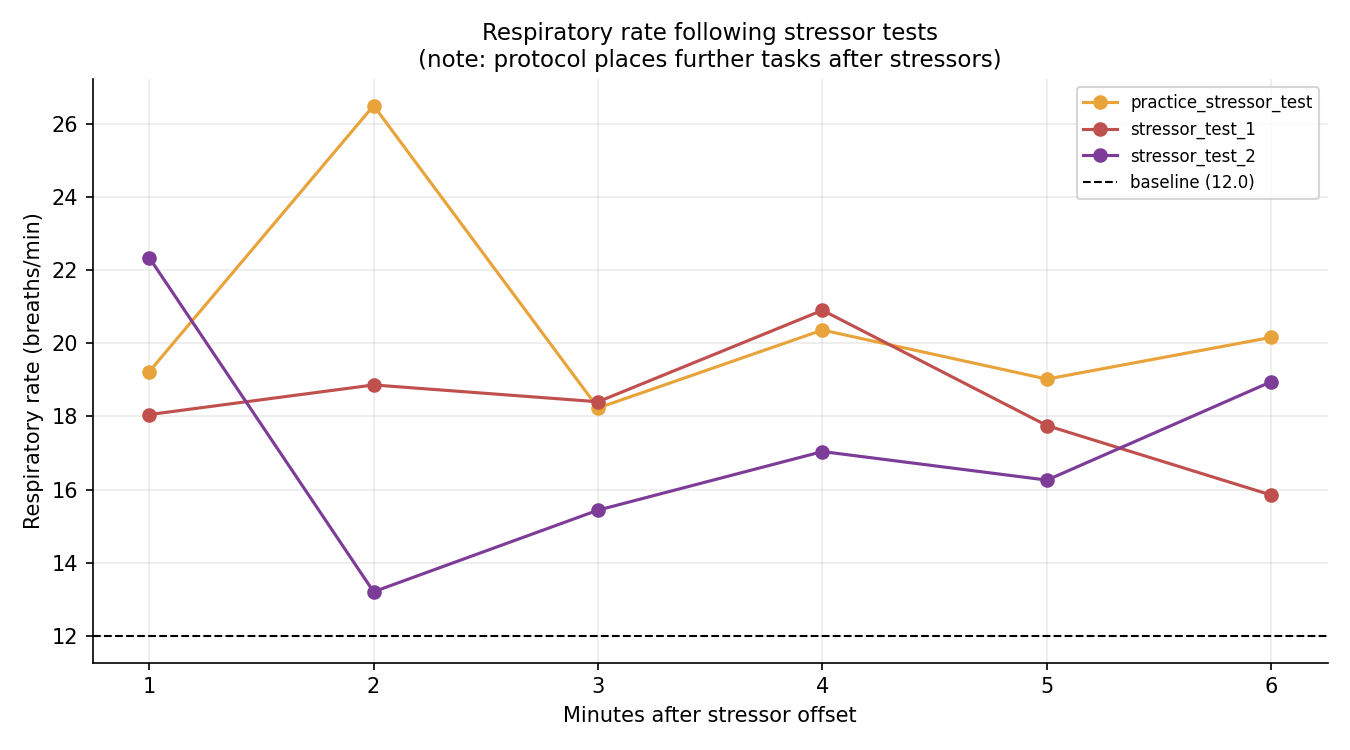 Respiratory rate following stressor tests
(note: protocol places further tasks after stressors)
practice_stressor_test
stressor_test_1
stressor_test_2
baseline (12.0)
Respiratory rate (breaths/min)
26
24
22
20
18
16
14
12
1 2 3 4 5 6
Minutes after stressor offset